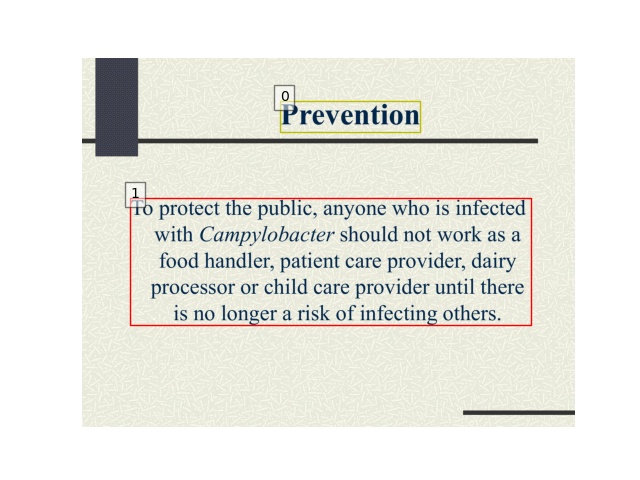 0
Prevention
1
To protect the public, anyone who is infected
with Campylobacter should not work as a
food handler, patient care provider, dairy
processor or child care provider until there
is no longer a risk of infecting others.